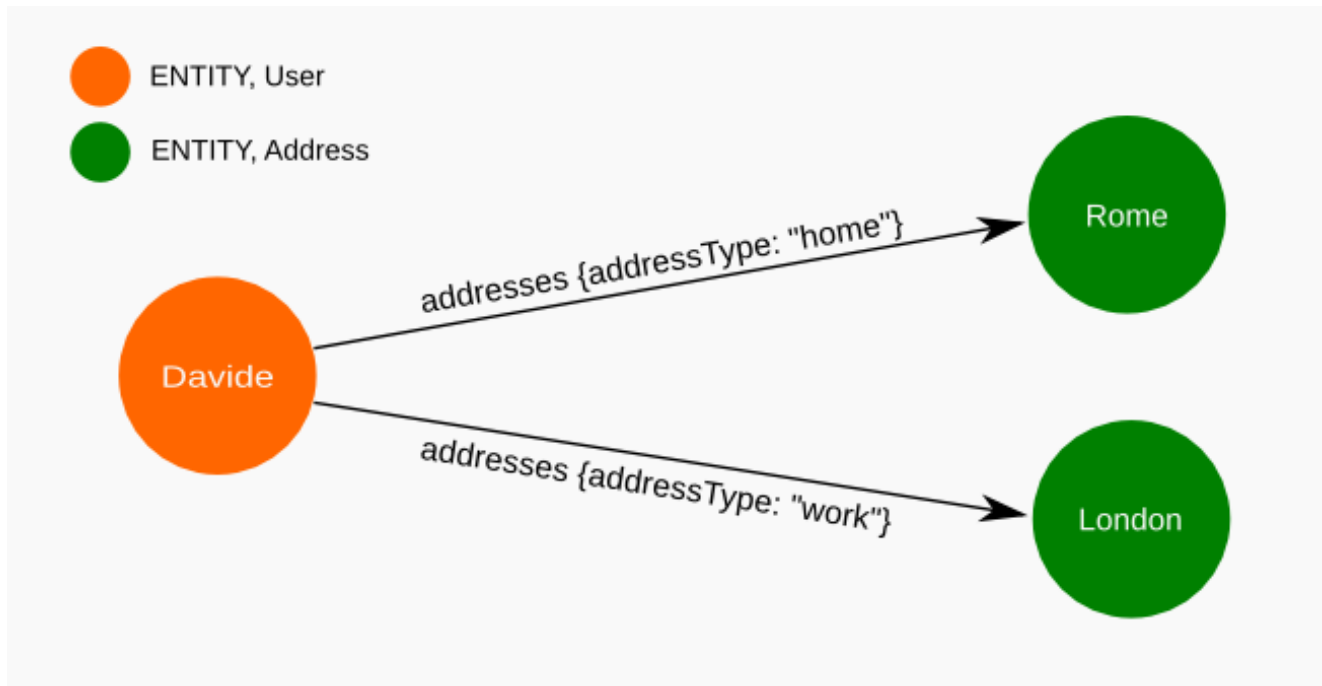 ENTITY, User
ENTITY, Address
Rome
addresses {addressType: "home"}
Davide
addresses {addressType: "work"}
London